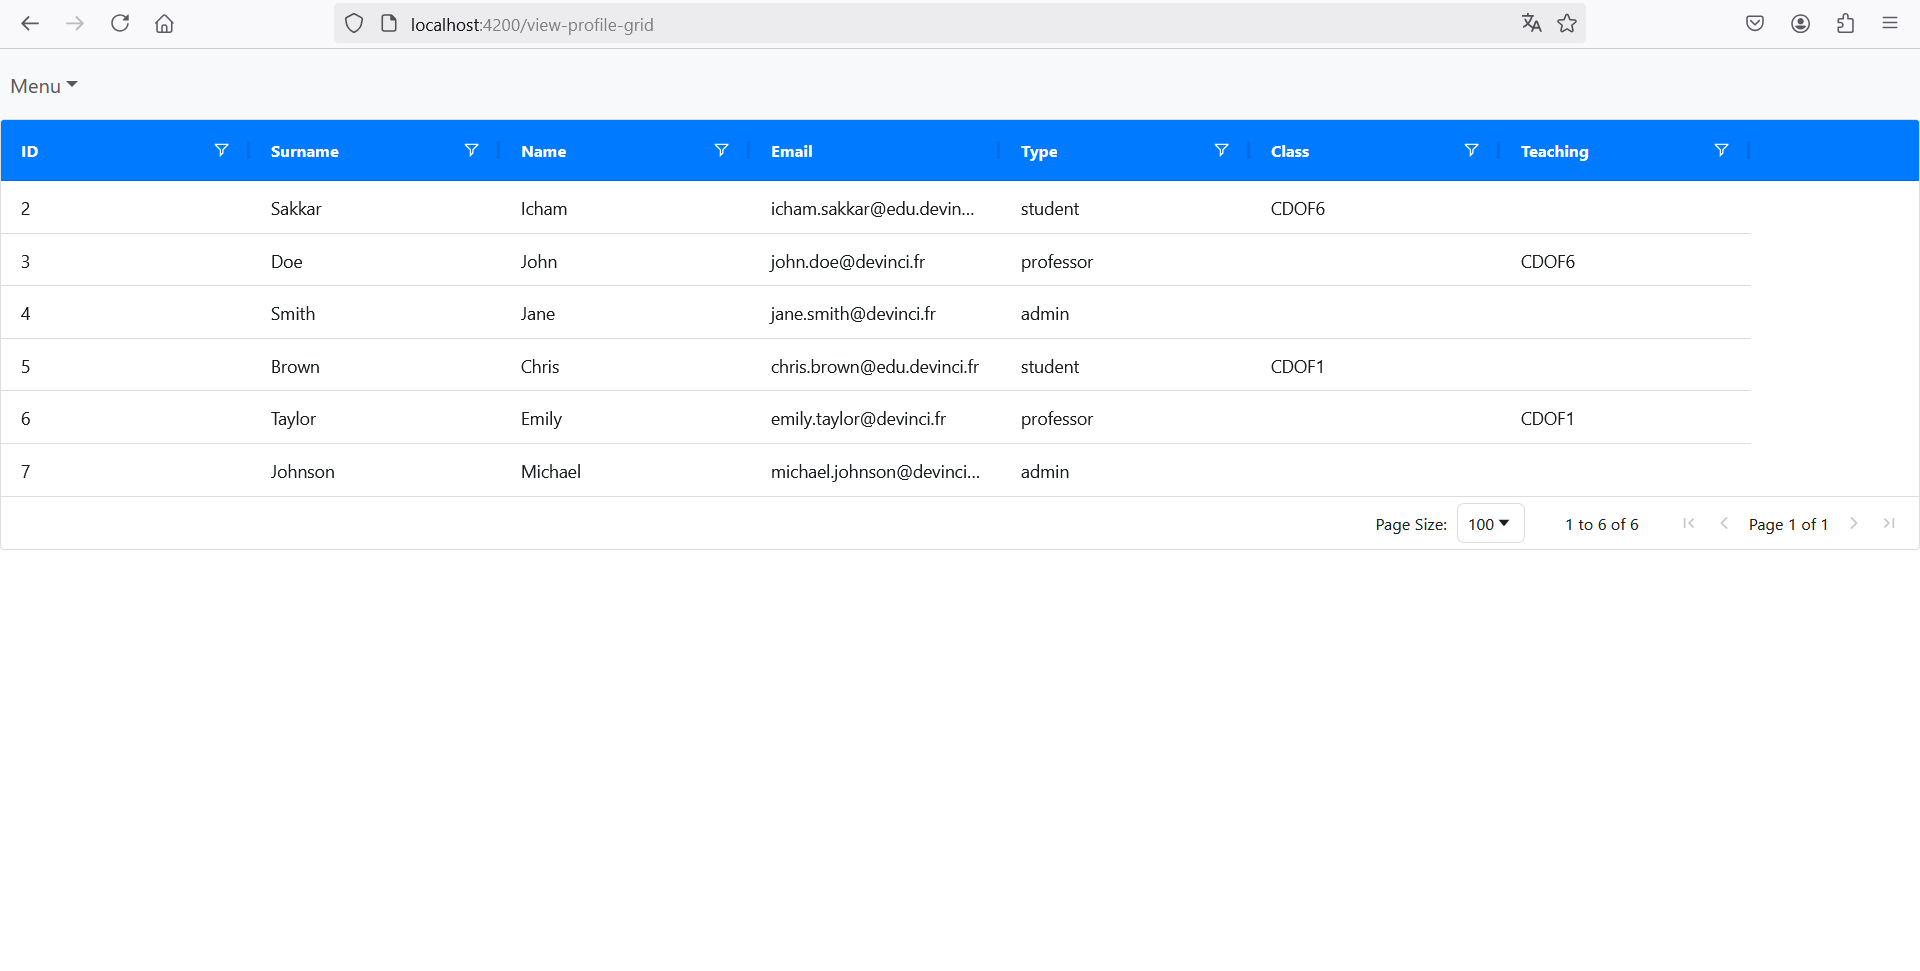 localhost:4200/view-profile-grid
Menu
ID Surname Name Email Type Class Teaching
2 Sakkar Icham icham.sakkar@edu.devin... student CDOF6
3 Doe John john.doe@devinci.fr professor CDOF6
4 Smith Jane jane.smith@devinci.fr admin
5 Brown Chris chris.brown@edu.devinci.fr student CDOF1
6 Taylor Emily emily.taylor@devinci.fr professor CDOF1
7 Johnson Michael michael.johnson@devinci... admin
Page Size: 100 1 to 6 of 6 Page 1 of 1